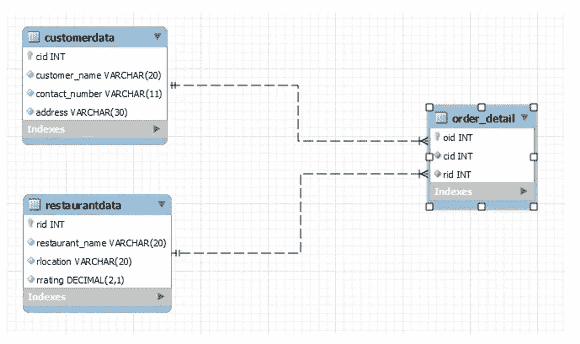 customerdata
cid INT
customer_name VARCHAR(20)
contact_number VARCHAR(11)
address VARCHAR(30)
Indexes
order_detail
oid INT
cid INT
rid INT
Indexes
restaurantdata
rid INT
restaurant_name VARCHAR(20)
rlocation VARCHAR(20)
rrating DECIMAL(2,1)
Indexes